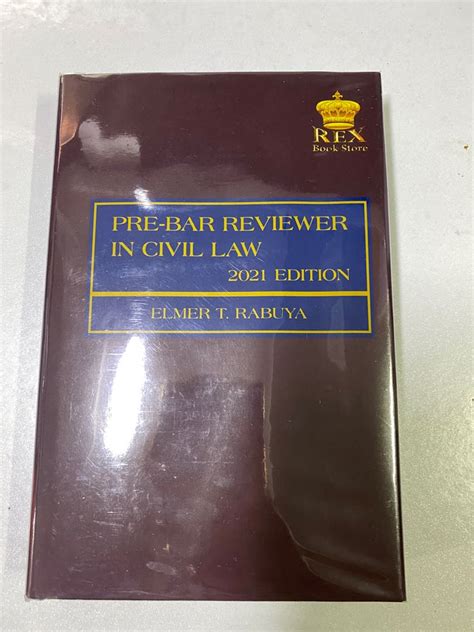 REX
Book Store
PRE-BAR REVIEWER
IN CIVIL LAW
2021 EDITION
ELMER T. RABUYA